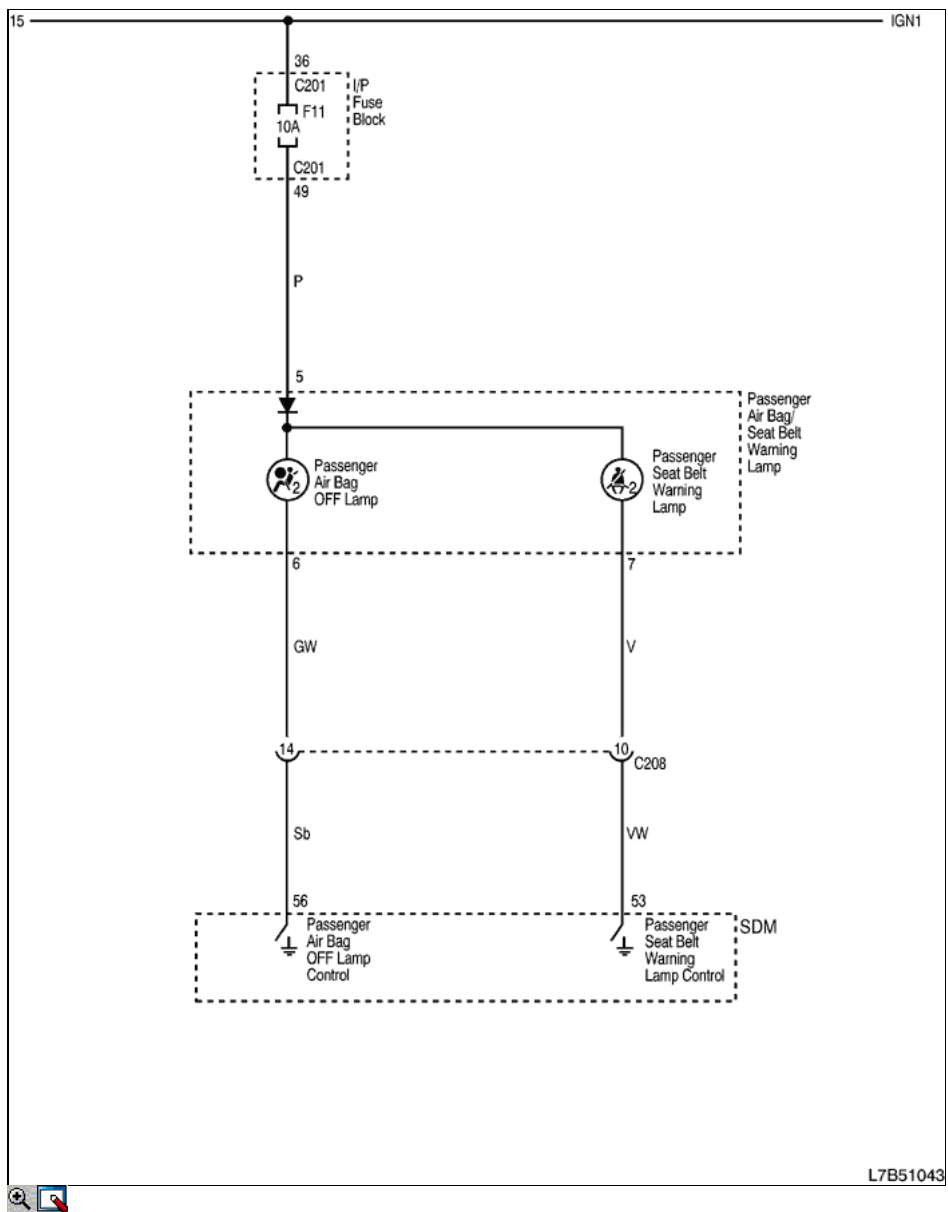 15
IGN1
36
C201
I/P
Fuse
Block
F11
10A
C201
49
P
5
Passenger
Air Bag/
Seat Belt
Warning
Lamp
Passenger
Air Bag
OFF Lamp
2
Passenger
Seat Belt
Warning
Lamp
2
6
7
GW
V
14
10
C208
Sb
VW
56
53
Passenger
Air Bag
OFF Lamp
Control
Passenger
Seat Belt
Warning
Lamp Control
SDM
L7B51043